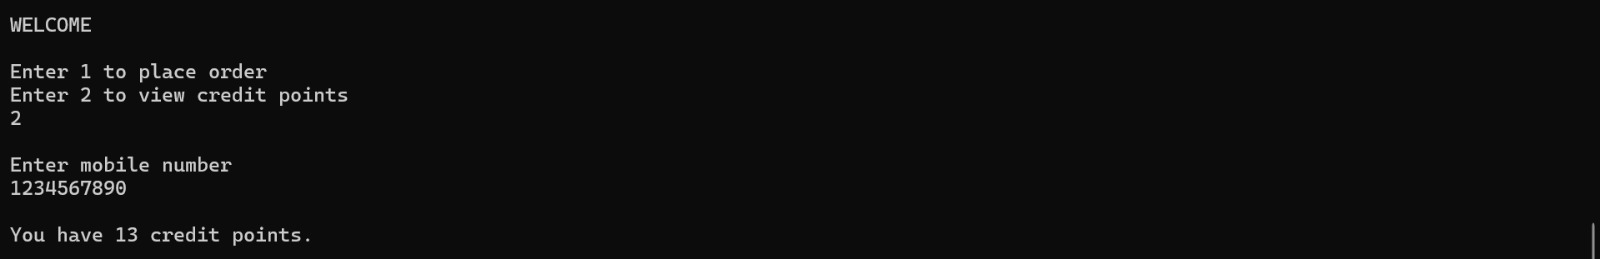 WELCOME
Enter 1 to place order
Enter 2 to view credit points
2
Enter mobile number
1234567890
You have 13 credit points.